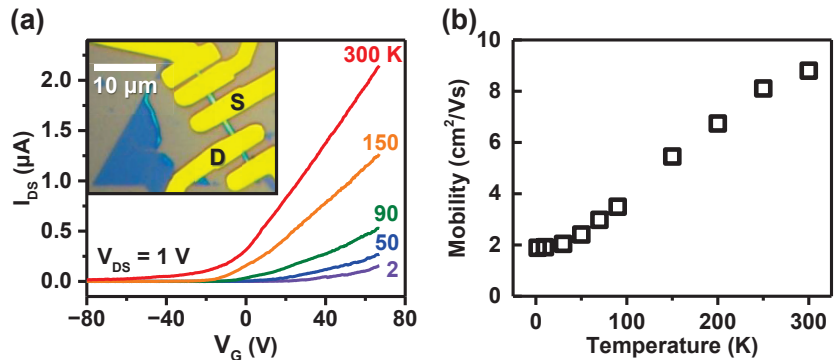 (a)
I_DS (μA)
2.0
1.5
1.0
0.5
0.0
10 μm
S
D
300 K
150
90
50
2
V_DS = 1 V
−80
−40
0
40
80
V_G (V)
(b)
Mobility (cm²/Vs)
10
8
6
4
2
0
0
100
200
300
Temperature (K)